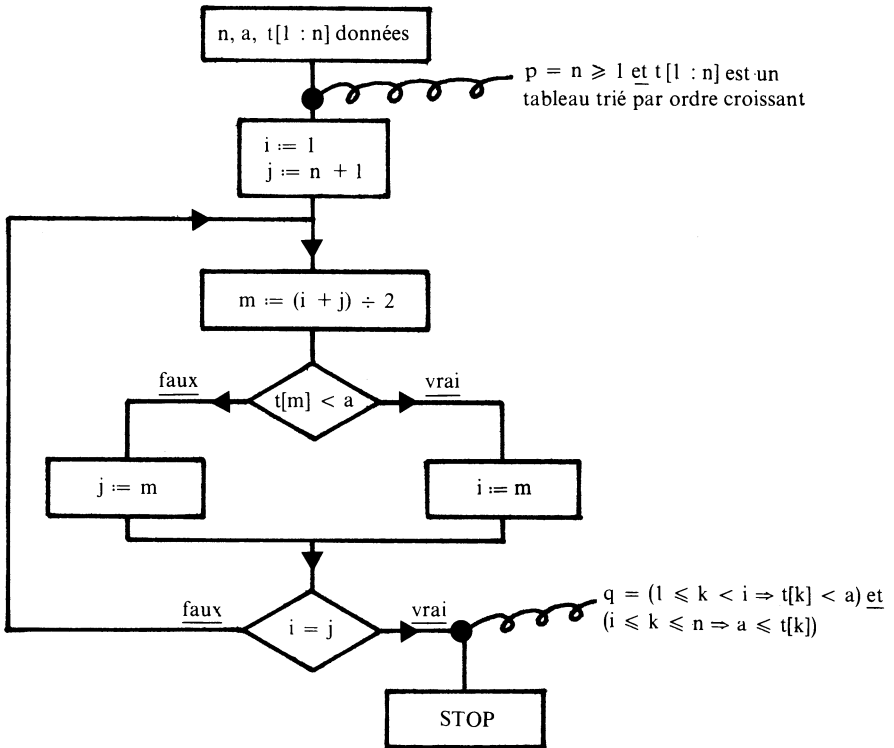 n, a, t[1 : n] données
p = n ⩾ 1 et t[1 : n] est un
tableau trié par ordre croissant
i := 1
j := n + 1
m := (i + j) ÷ 2
faux
t[m] < a
vrai
j := m
i := m
faux
i = j
vrai
q = (1 ⩽ k < i ⇒ t[k] < a) et
(i ⩽ k ⩽ n ⇒ a ⩽ t[k])
STOP